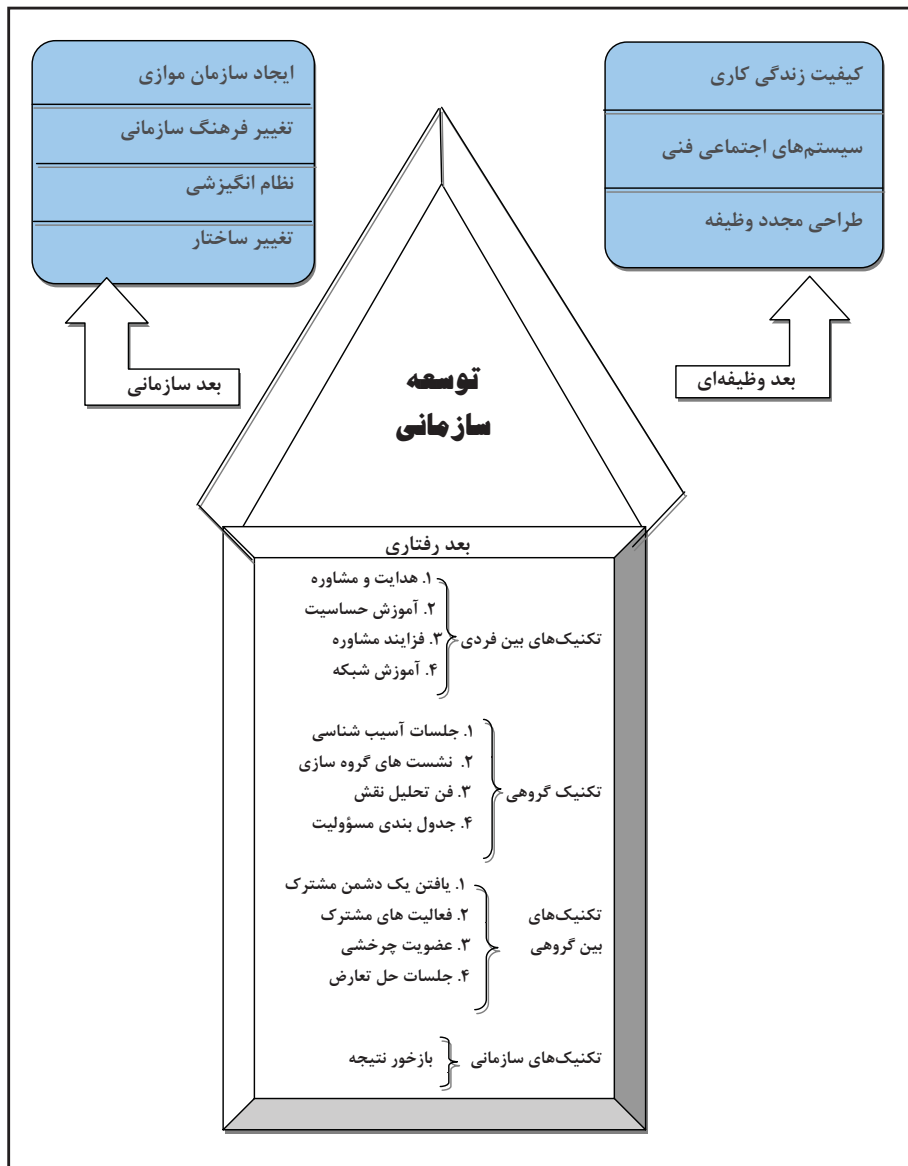 کیفیت زندگی کاری
سیستم‌های اجتماعی فنی
طراحی مجدد وظیفه
بعد وظیفه‌ای
ایجاد سازمان موازی
تغییر فرهنگ سازمانی
نظام انگیزشی
تغییر ساختار
بعد سازمانی
توسعه
سازمانی
بعد رفتاری
تکنیک‌های بین فردی
۱. هدایت و مشاوره
۲. آموزش حساسیت
۳. فزایند مشاوره
۴. آموزش شبکه
تکنیک گروهی
۱. جلسات آسیب شناسی
۲. نشست های گروه سازی
۳. فن تحلیل نقش
۴. جدول بندی مسؤولیت
تکنیک‌های
بین گروهی
۱. یافتن یک دشمن مشترک
۲. فعالیت های مشترک
۳. عضویت چرخشی
۴. جلسات حل تعارض
تکنیک‌های سازمانی
بازخور نتیجه